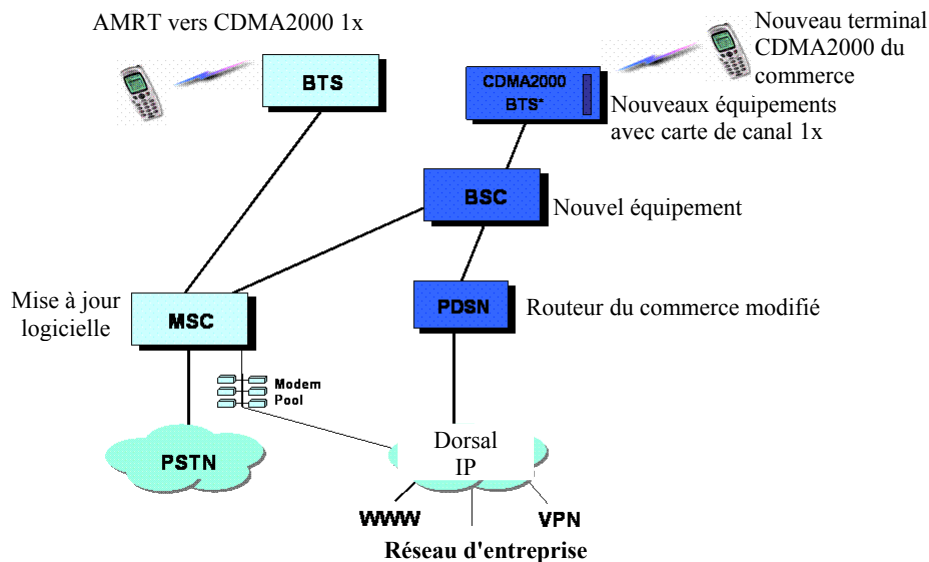 AMRT vers CDMA2000 1x
BTS
CDMA2000
BTS*
Nouveau terminal
CDMA2000 du
commerce
Nouveaux équipements
avec carte de canal 1x
BSC
Nouvel équipement
Mise à jour
logicielle
MSC
PDSN
Routeur du commerce modifié
Modem
Pool
PSTN
Dorsal
IP
WWW
VPN
Réseau d'entreprise